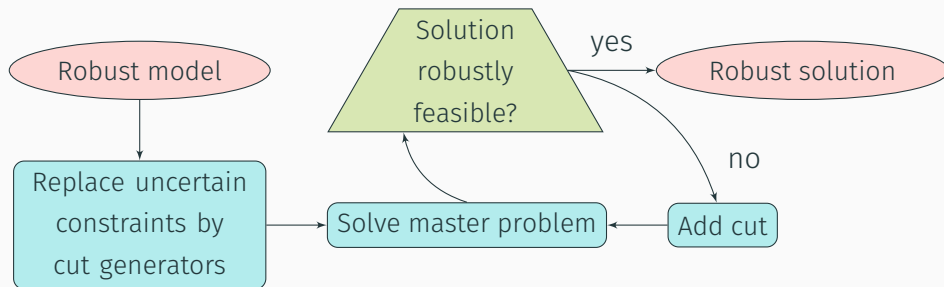 Robust model
Replace uncertain
constraints by
cut generators
Solve master problem
Solution
robustly
feasible?
yes
Robust solution
no
Add cut